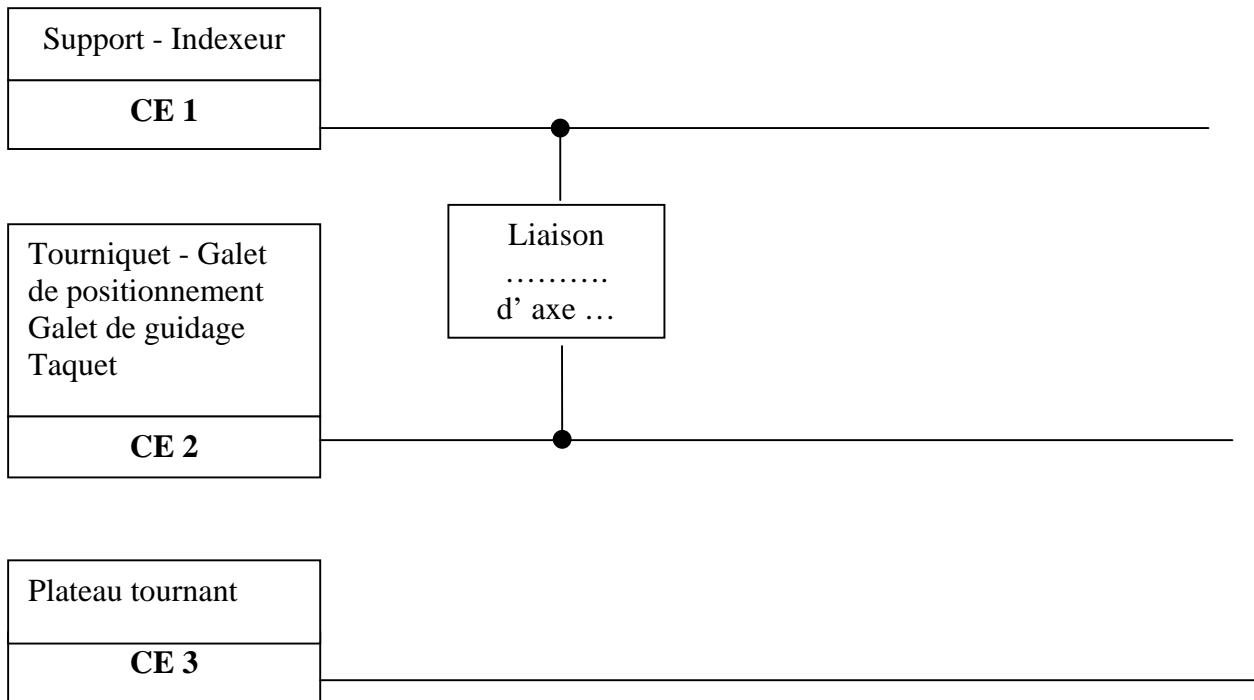 Support - Indexeur
CE 1
Liaison
……….
d’ axe …
Tourniquet - Galet
de positionnement
Galet de guidage
Taquet
CE 2
Plateau tournant
CE 3